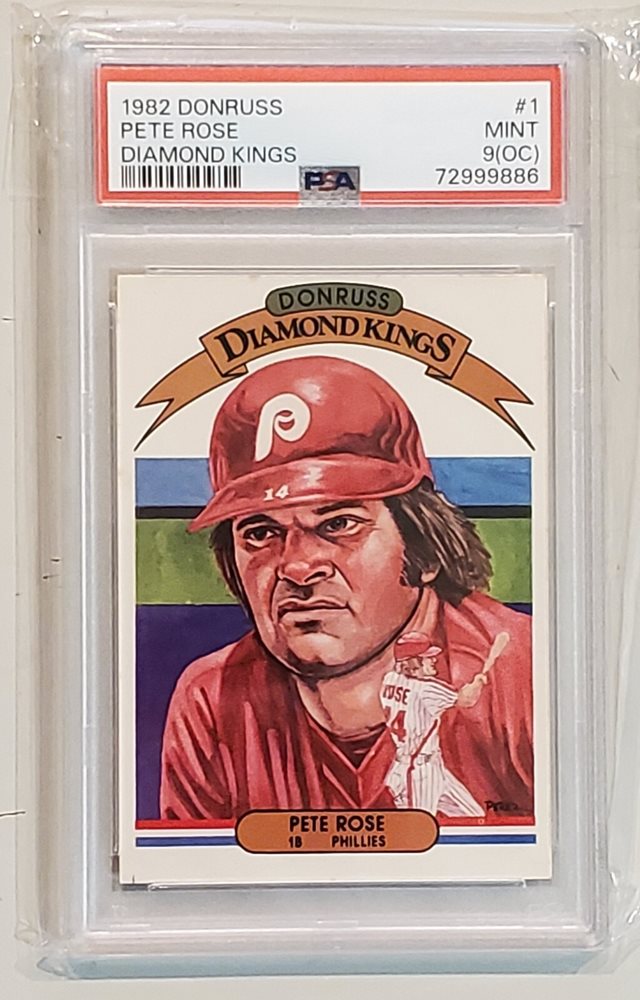 1982 DONRUSS #1
PETE ROSE MINT
DIAMOND KINGS 9(OC)
PSA 72999886
DONRUSS
DIAMOND KINGS
P
14
ROSE
PEREZ
PETE ROSE
1B PHILLIES